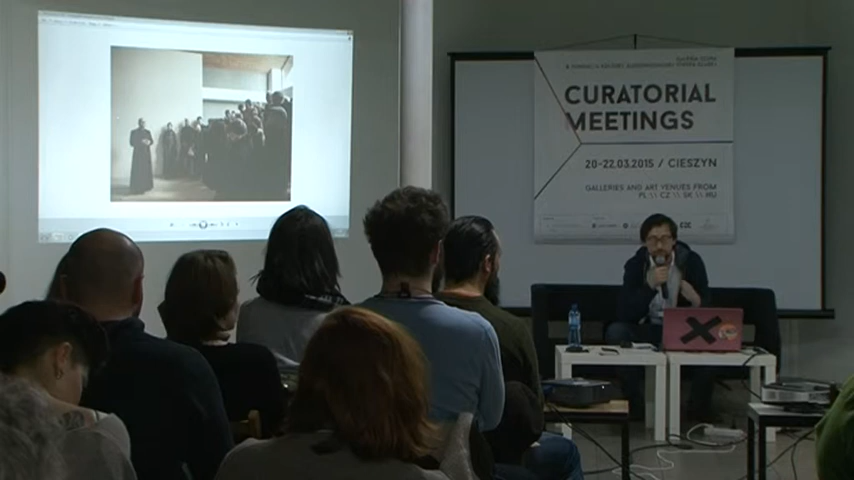 CURATORIAL
MEETINGS
20-22.03.2015 / CIESZYN
GALLERIES AND ART VENUES FROM
PL \\ CZ \\ SK \\ HU